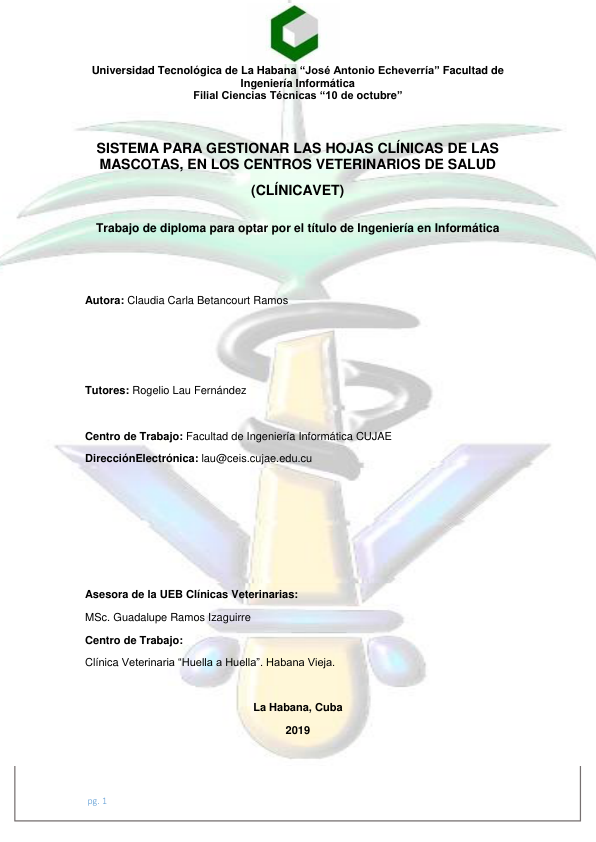 Universidad Tecnológica de La Habana “José Antonio Echeverría” Facultad de
Ingeniería Informática
Filial Ciencias Técnicas “10 de octubre”
SISTEMA PARA GESTIONAR LAS HOJAS CLÍNICAS DE LAS
MASCOTAS, EN LOS CENTROS VETERINARIOS DE SALUD
(CLÍNICAVET)
Trabajo de diploma para optar por el título de Ingeniería en Informática
Autora: Claudia Carla Betancourt Ramos
Tutores: Rogelio Lau Fernández
Centro de Trabajo: Facultad de Ingeniería Informática CUJAE
DirecciónElectrónica: lau@ceis.cujae.edu.cu
Asesora de la UEB Clínicas Veterinarias:
MSc. Guadalupe Ramos Izaguirre
Centro de Trabajo:
Clínica Veterinaria “Huella a Huella”. Habana Vieja.
La Habana, Cuba
2019
pg. 1